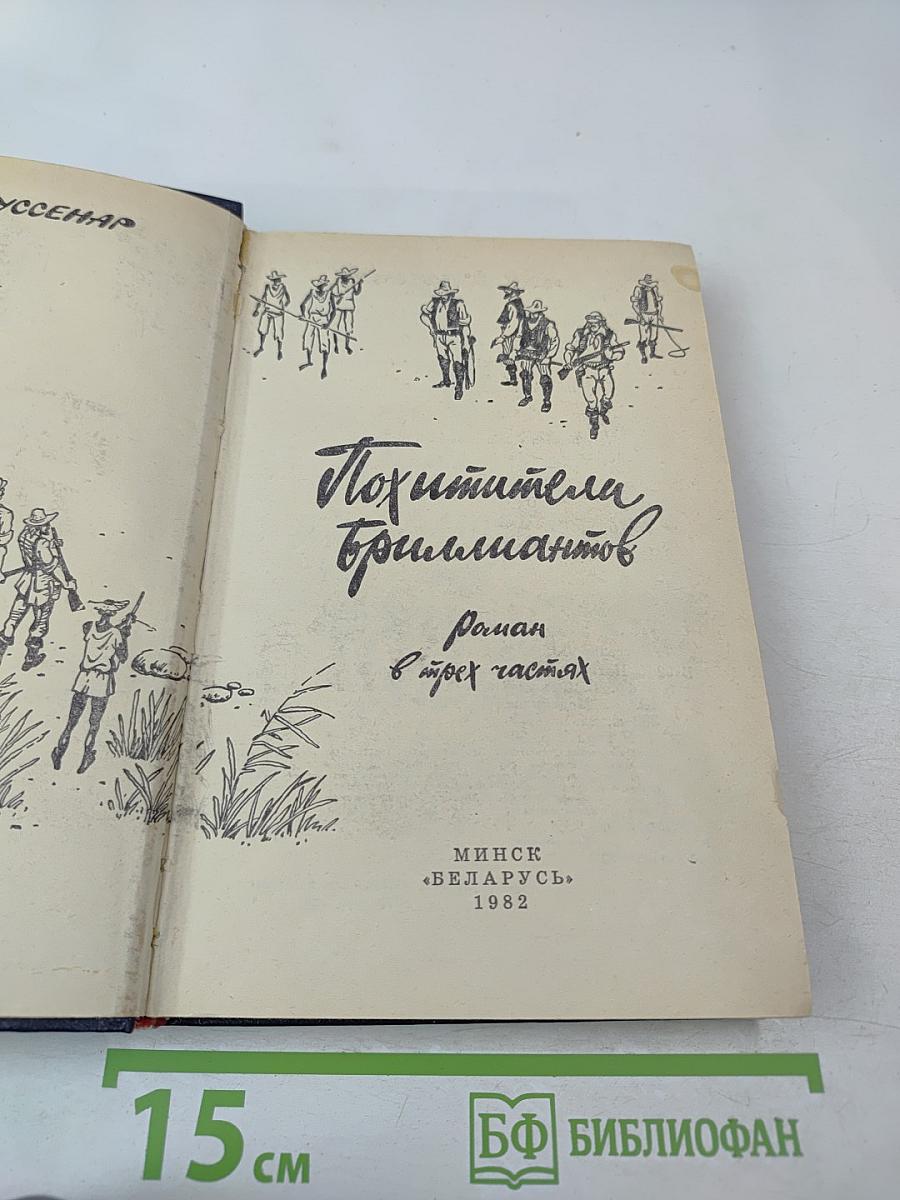 УССЕНАР
Похитители
Бриллиантов
Роман
в трех частях
МИНСК
«БЕЛАРУСЬ»
1982
15 см
БФ БИБЛИОФАН